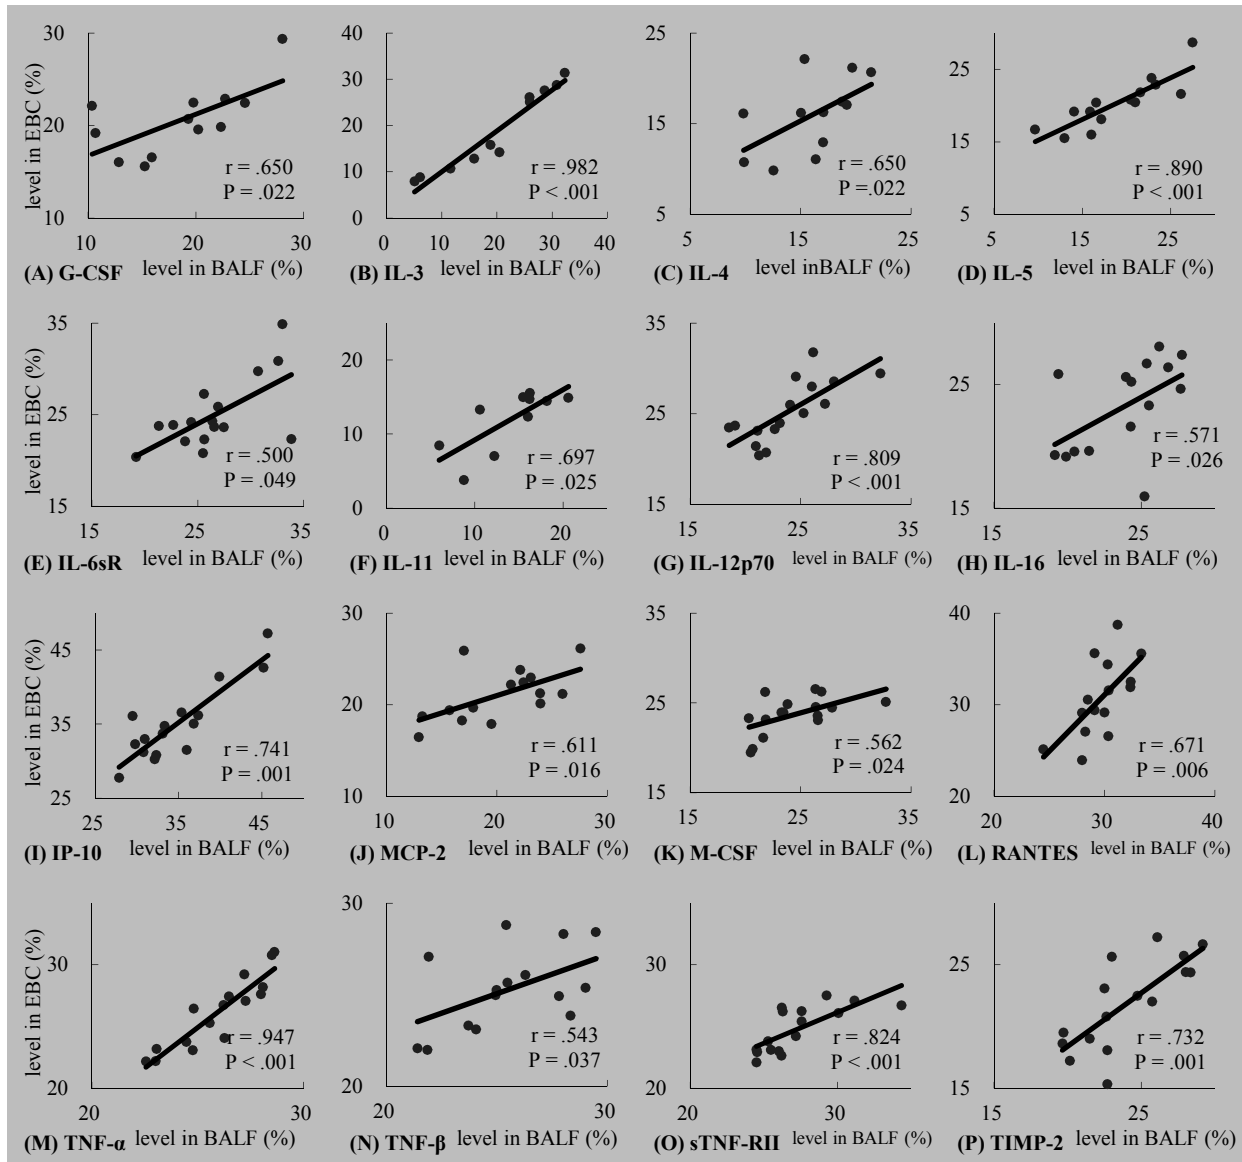 level in EBC (%)
30
20
10
10
20
30
r = .650
P = .022
(A) G-CSF level in BALF (%)
40
30
20
10
0
0
10
20
30
40
r = .982
P < .001
(B) IL-3 level in BALF (%)
25
15
5
5
15
25
r = .650
P = .022
(C) IL-4 level inBALF (%)
25
15
5
5
15
25
r = .890
P < .001
(D) IL-5 level in BALF (%)
level in EBC (%)
35
25
15
15
25
35
r = .500
P = .049
(E) IL-6sR level in BALF (%)
20
10
0
0
10
20
r = .697
P = .025
(F) IL-11 level in BALF (%)
35
25
15
15
25
35
r = .809
P < .001
(G) IL-12p70 level in BALF (%)
25
15
15
25
r = .571
P = .026
(H) IL-16 level in BALF (%)
level in EBC (%)
45
35
25
25
35
45
r = .741
P = .001
(I) IP-10 level in BALF (%)
30
20
10
10
20
30
r = .611
P = .016
(J) MCP-2 level in BALF (%)
35
25
15
15
25
35
r = .562
P = .024
(K) M-CSF level in BALF (%)
40
30
20
20
30
40
r = .671
P = .006
(L) RANTES level in BALF (%)
level in EBC (%)
30
20
20
30
r = .947
P < .001
(M) TNF-α level in BALF (%)
30
20
20
30
r = .543
P = .037
(N) TNF-β level in BALF (%)
30
20
20
30
r = .824
P < .001
(O) sTNF-RII level in BALF (%)
25
15
15
25
r = .732
P = .001
(P) TIMP-2 level in BALF (%)